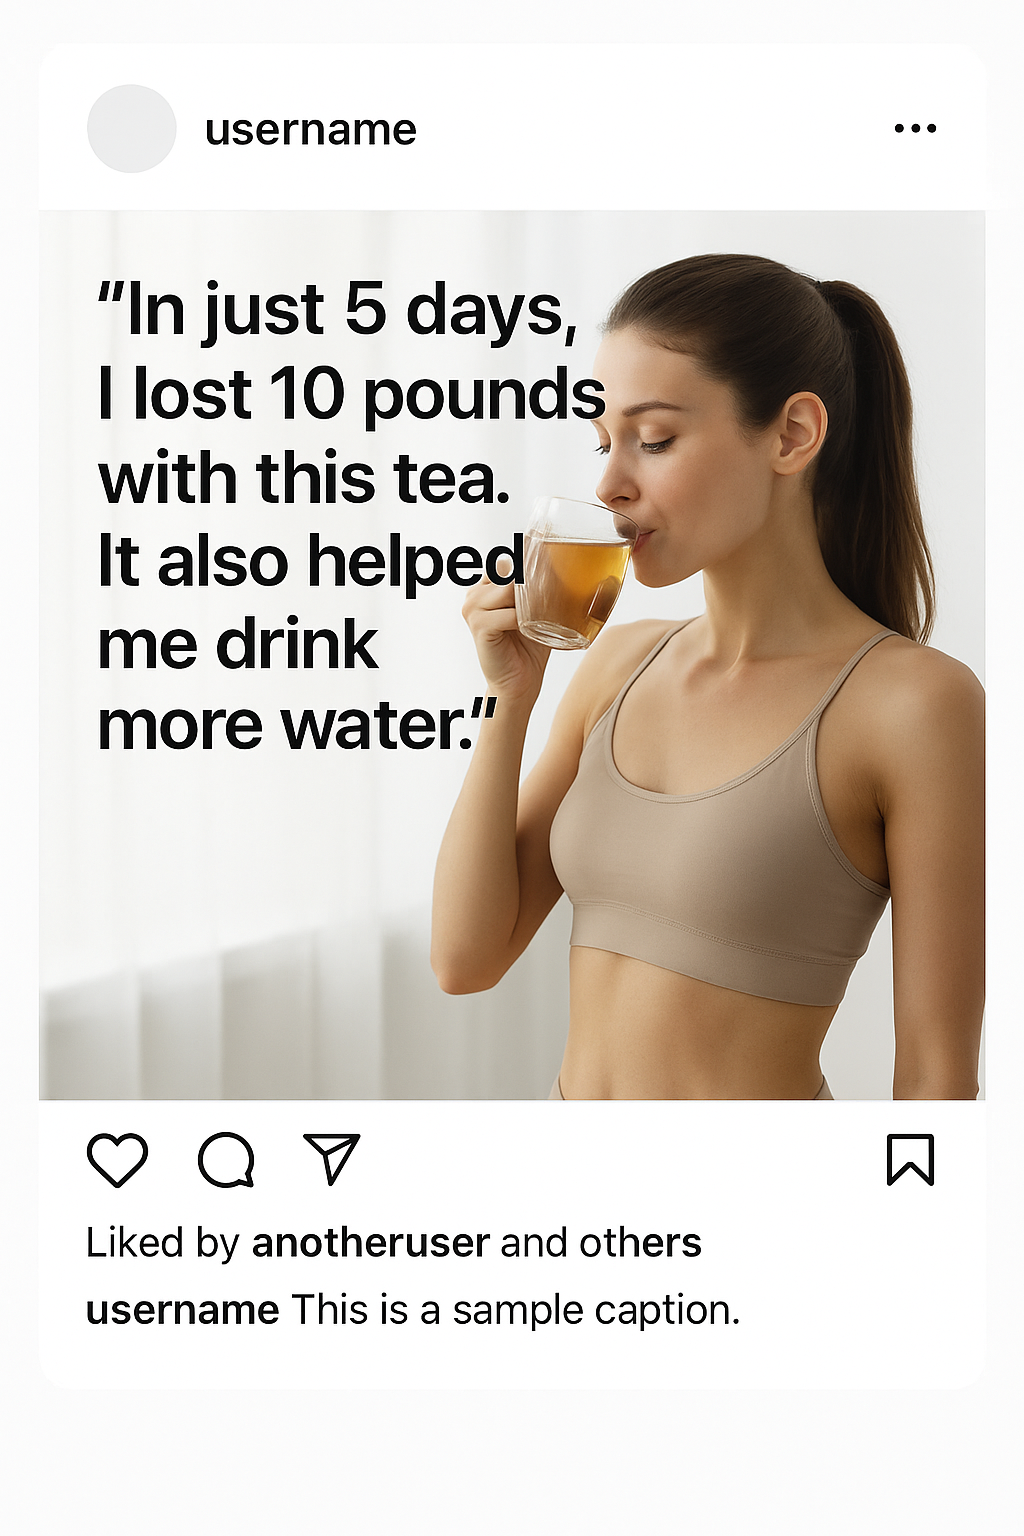 username
"In just 5 days,
I lost 10 pounds
with this tea.
It also helped
me drink
more water."
Liked by anotheruser and others
username This is a sample caption.